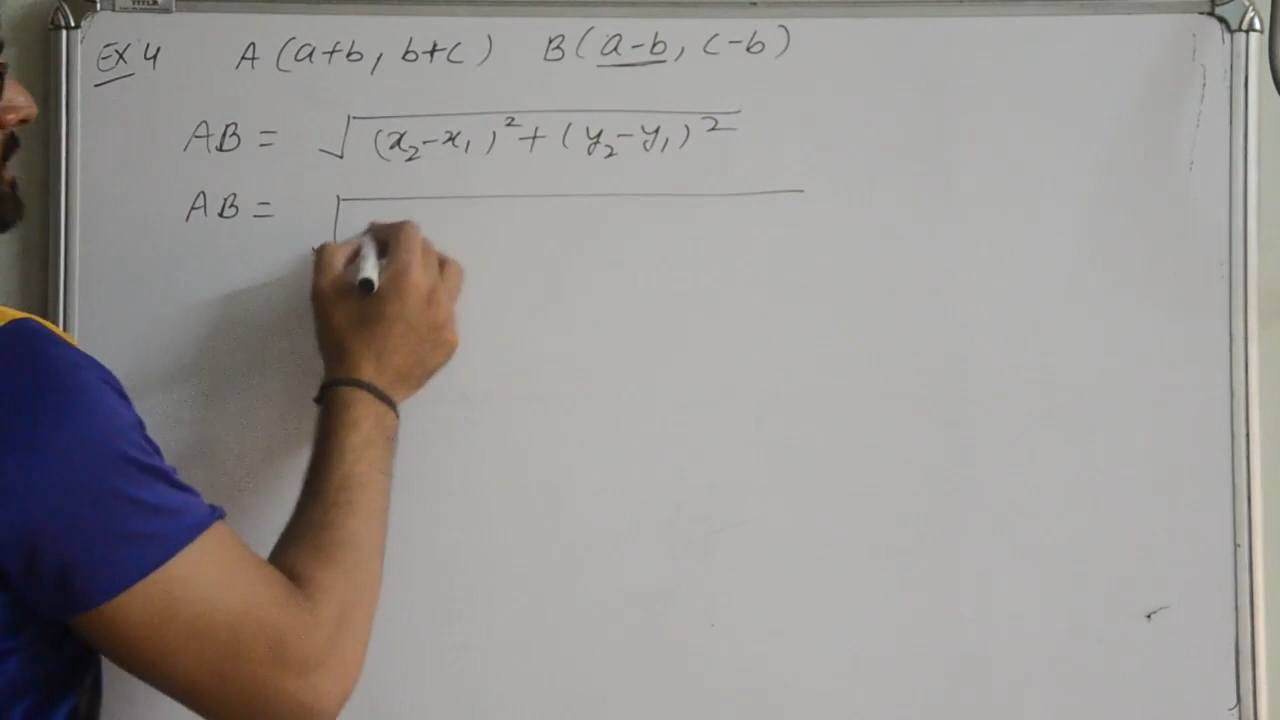 EX 4 A (a+b, b+c) B (a-b, c-b)
AB = √(x₂-x₁)²+(y₂-y₁)²
AB = √